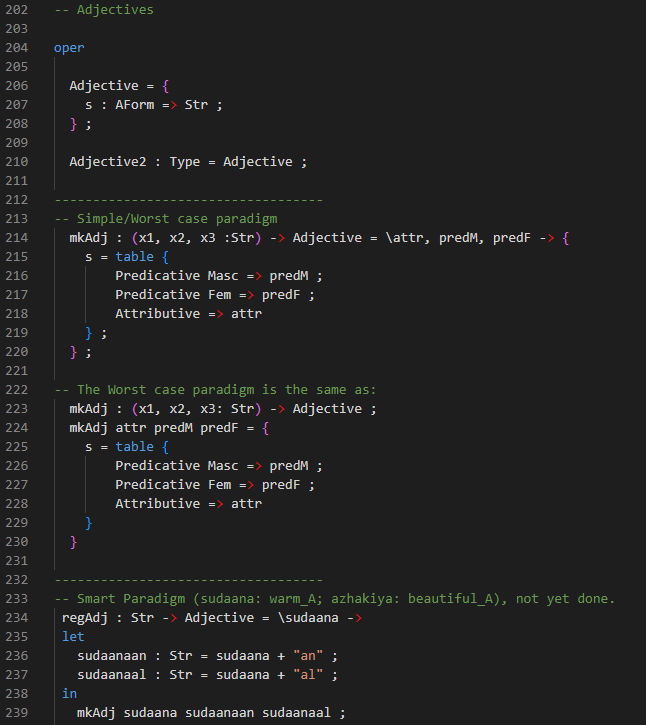 202 -- Adjectives
203
204 oper
205
206   Adjective = {
207     s : AForm => Str ;
208   } ;
209
210   Adjective2 : Type = Adjective ;
211
212 -----------------------------------
213 -- Simple/Worst case paradigm
214   mkAdj : (x1, x2, x3 :Str) -> Adjective = \attr, predM, predF -> {
215     s = table {
216         Predicative Masc => predM ;
217         Predicative Fem => predF ;
218         Attributive => attr
219     } ;
220   } ;
221
222 -- The Worst case paradigm is the same as:
223   mkAdj : (x1, x2, x3: Str) -> Adjective ;
224   mkAdj attr predM predF = {
225     s = table {
226         Predicative Masc => predM ;
227         Predicative Fem => predF ;
228         Attributive => attr
229     }
230   }
231
232 -----------------------------------
233 -- Smart Paradigm (sudaana: warm_A; azhakiya: beautiful_A), not yet done.
234  regAdj : Str -> Adjective = \sudaana ->
235  let
236    sudaanaan : Str = sudaana + "an" ;
237    sudaanaal : Str = sudaana + "al" ;
238  in
239    mkAdj sudaana sudaanaan sudaanaal ;